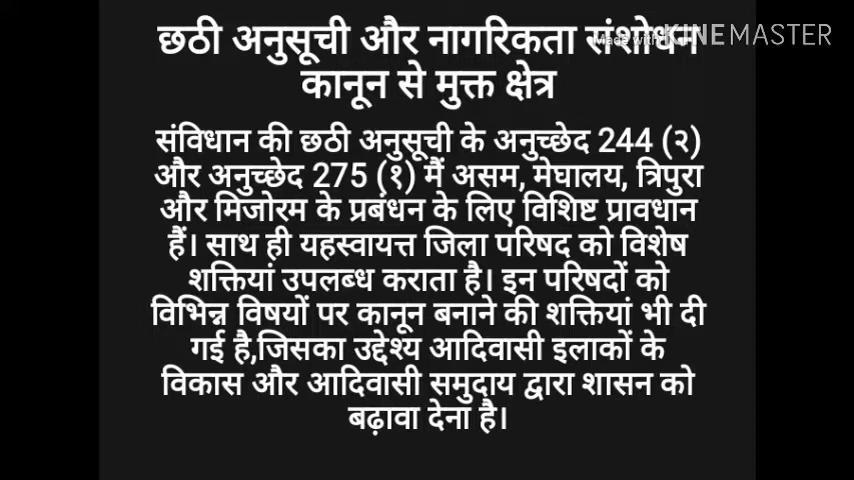 छठी अनुसूची और नागरिकता संशोधन
Made with KINEMASTER
कानून से मुक्त क्षेत्र
संविधान की छठी अनुसूची के अनुच्छेद 244 (२)
और अनुच्छेद 275 (१) मैं असम, मेघालय, त्रिपुरा
और मिजोरम के प्रबंधन के लिए विशिष्ट प्रावधान
हैं। साथ ही यहस्वायत्त जिला परिषद को विशेष
शक्तियां उपलब्ध कराता है। इन परिषदों को
विभिन्न विषयों पर कानून बनाने की शक्तियां भी दी
गई है,जिसका उद्देश्य आदिवासी इलाकों के
विकास और आदिवासी समुदाय द्वारा शासन को
बढ़ावा देना है।